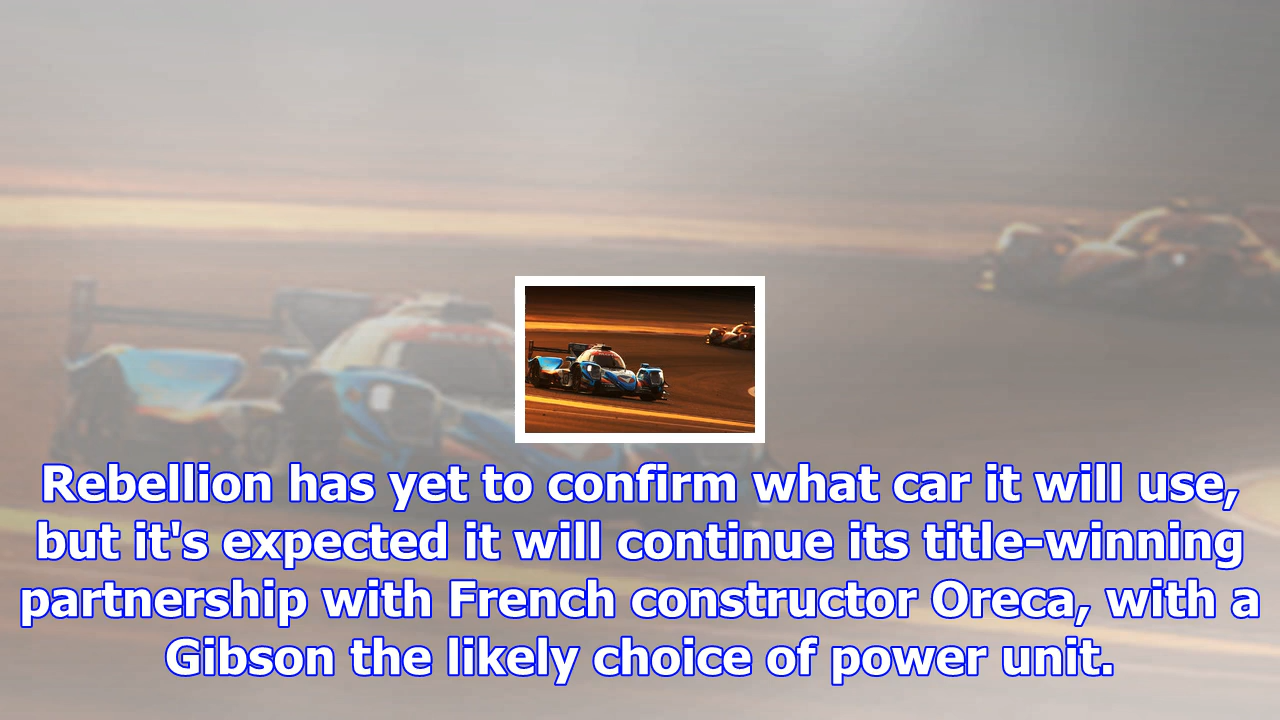 Rebellion has yet to confirm what car it will use,
but it's expected it will continue its title-winning
partnership with French constructor Oreca, with a
Gibson the likely choice of power unit.